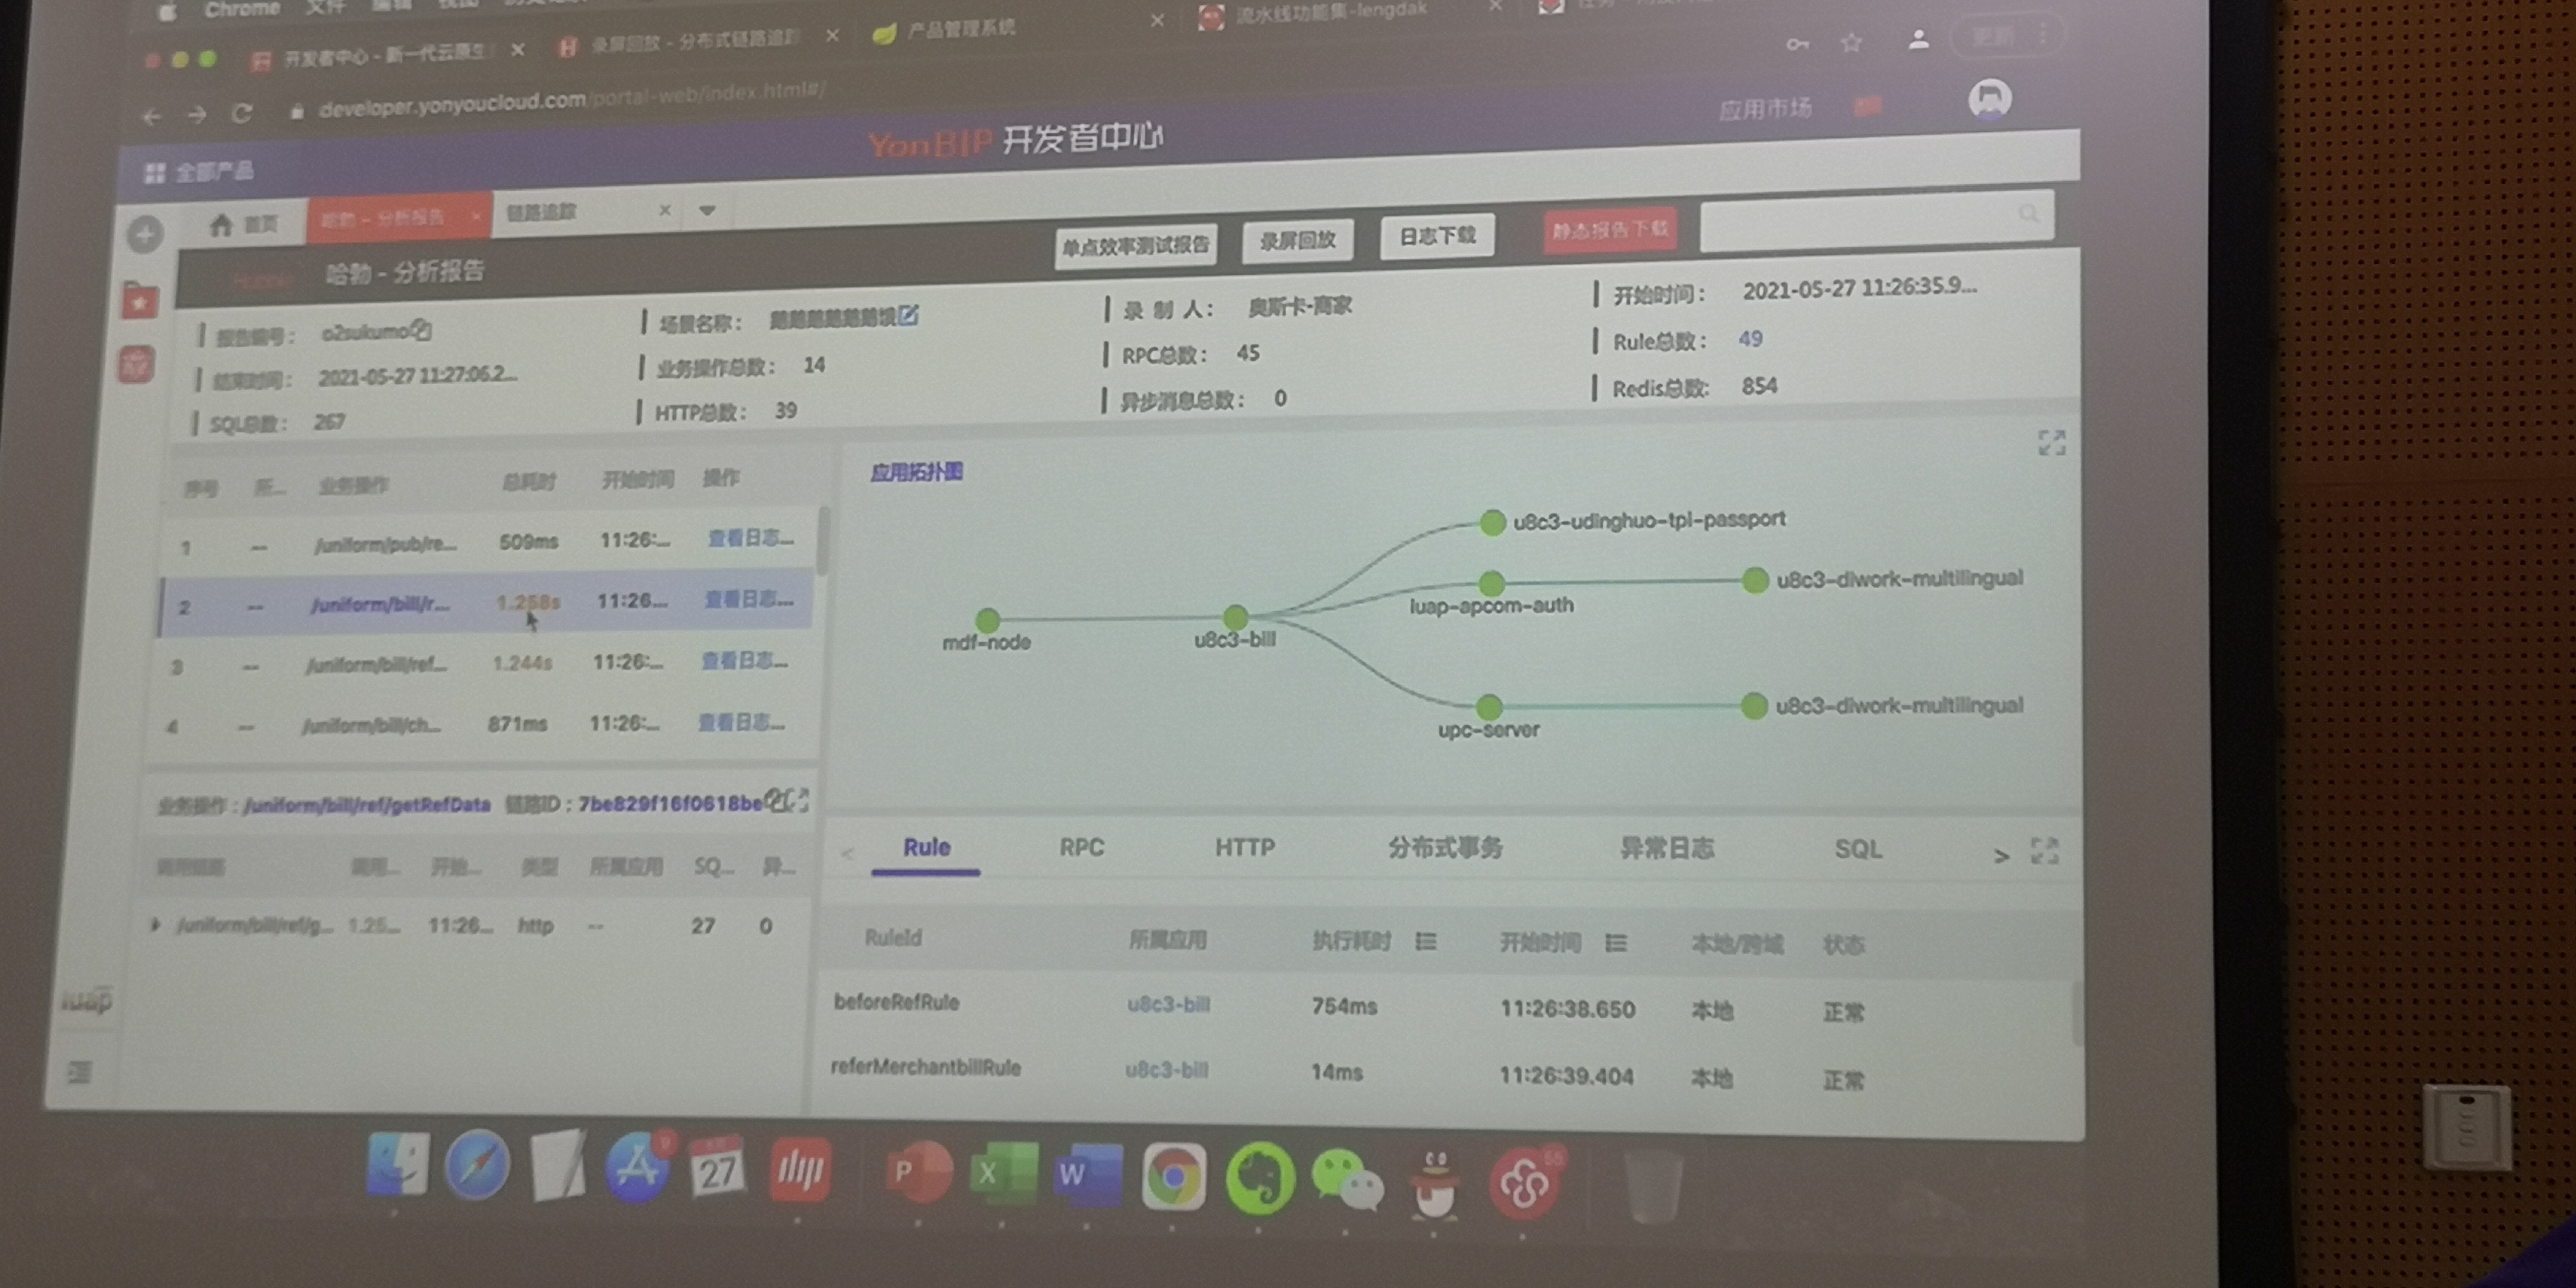 Chrome 文件 编辑 视图
开发者中心 - 新一代云原生
录屏回放 - 分布式链路追踪
产品管理系统
流水线功能集-lengdak
developer.yonyoucloud.com/portal-web/index.html#/
更新
全部产品
YonBIP 开发者中心
应用市场
首页
哈勃 - 分析报告
链路追踪
Home
哈勃 - 分析报告
单点效率测试报告
录屏回放
日志下载
静态报告下载
报告编号： o2sukumo
场景名称：
录 制 人： 奥斯卡-商家
开始时间： 2021-05-27 11:26:35.9...
结束时间： 2021-05-27 11:27:06.2...
业务操作总数： 14
RPC总数： 45
Rule总数： 49
SQL总数： 267
HTTP总数： 39
异步消息总数： 0
Redis总数: 854
序号 所... 业务操作 总耗时 开始时间 操作
1 -- /uniform/pub/re... 509ms 11:26:... 查看日志...
2 -- /uniform/bill/r... 1.258s 11:26... 查看日志...
3 -- /uniform/bill/ref... 1.244s 11:26:... 查看日志...
4 -- /uniform/bill/ch... 871ms 11:26:... 查看日志...
业务操作 : /uniform/bill/ref/getRefData 链路ID : 7be829f16f0618be
调用链路 调用... 开始... 类型 所属应用 SQ... 异...
/uniform/bill/ref/g... 1.25... 11:26... http -- 27 0
iuap
应用拓扑图
u8c3-udinghuo-tpl-passport
u8c3-diwork-multilingual
iuap-apcom-auth
mdf-node
u8c3-bill
u8c3-diwork-multilingual
upc-server
Rule RPC HTTP 分布式事务 异常日志 SQL >
RuleId 所属应用 执行耗时 开始时间 本地/跨域 状态
beforeRefRule u8c3-bill 754ms 11:26:38.650 本地 正常
referMerchantbillRule u8c3-bill 14ms 11:26:39.404 本地 正常
9
27
P
X
W
55